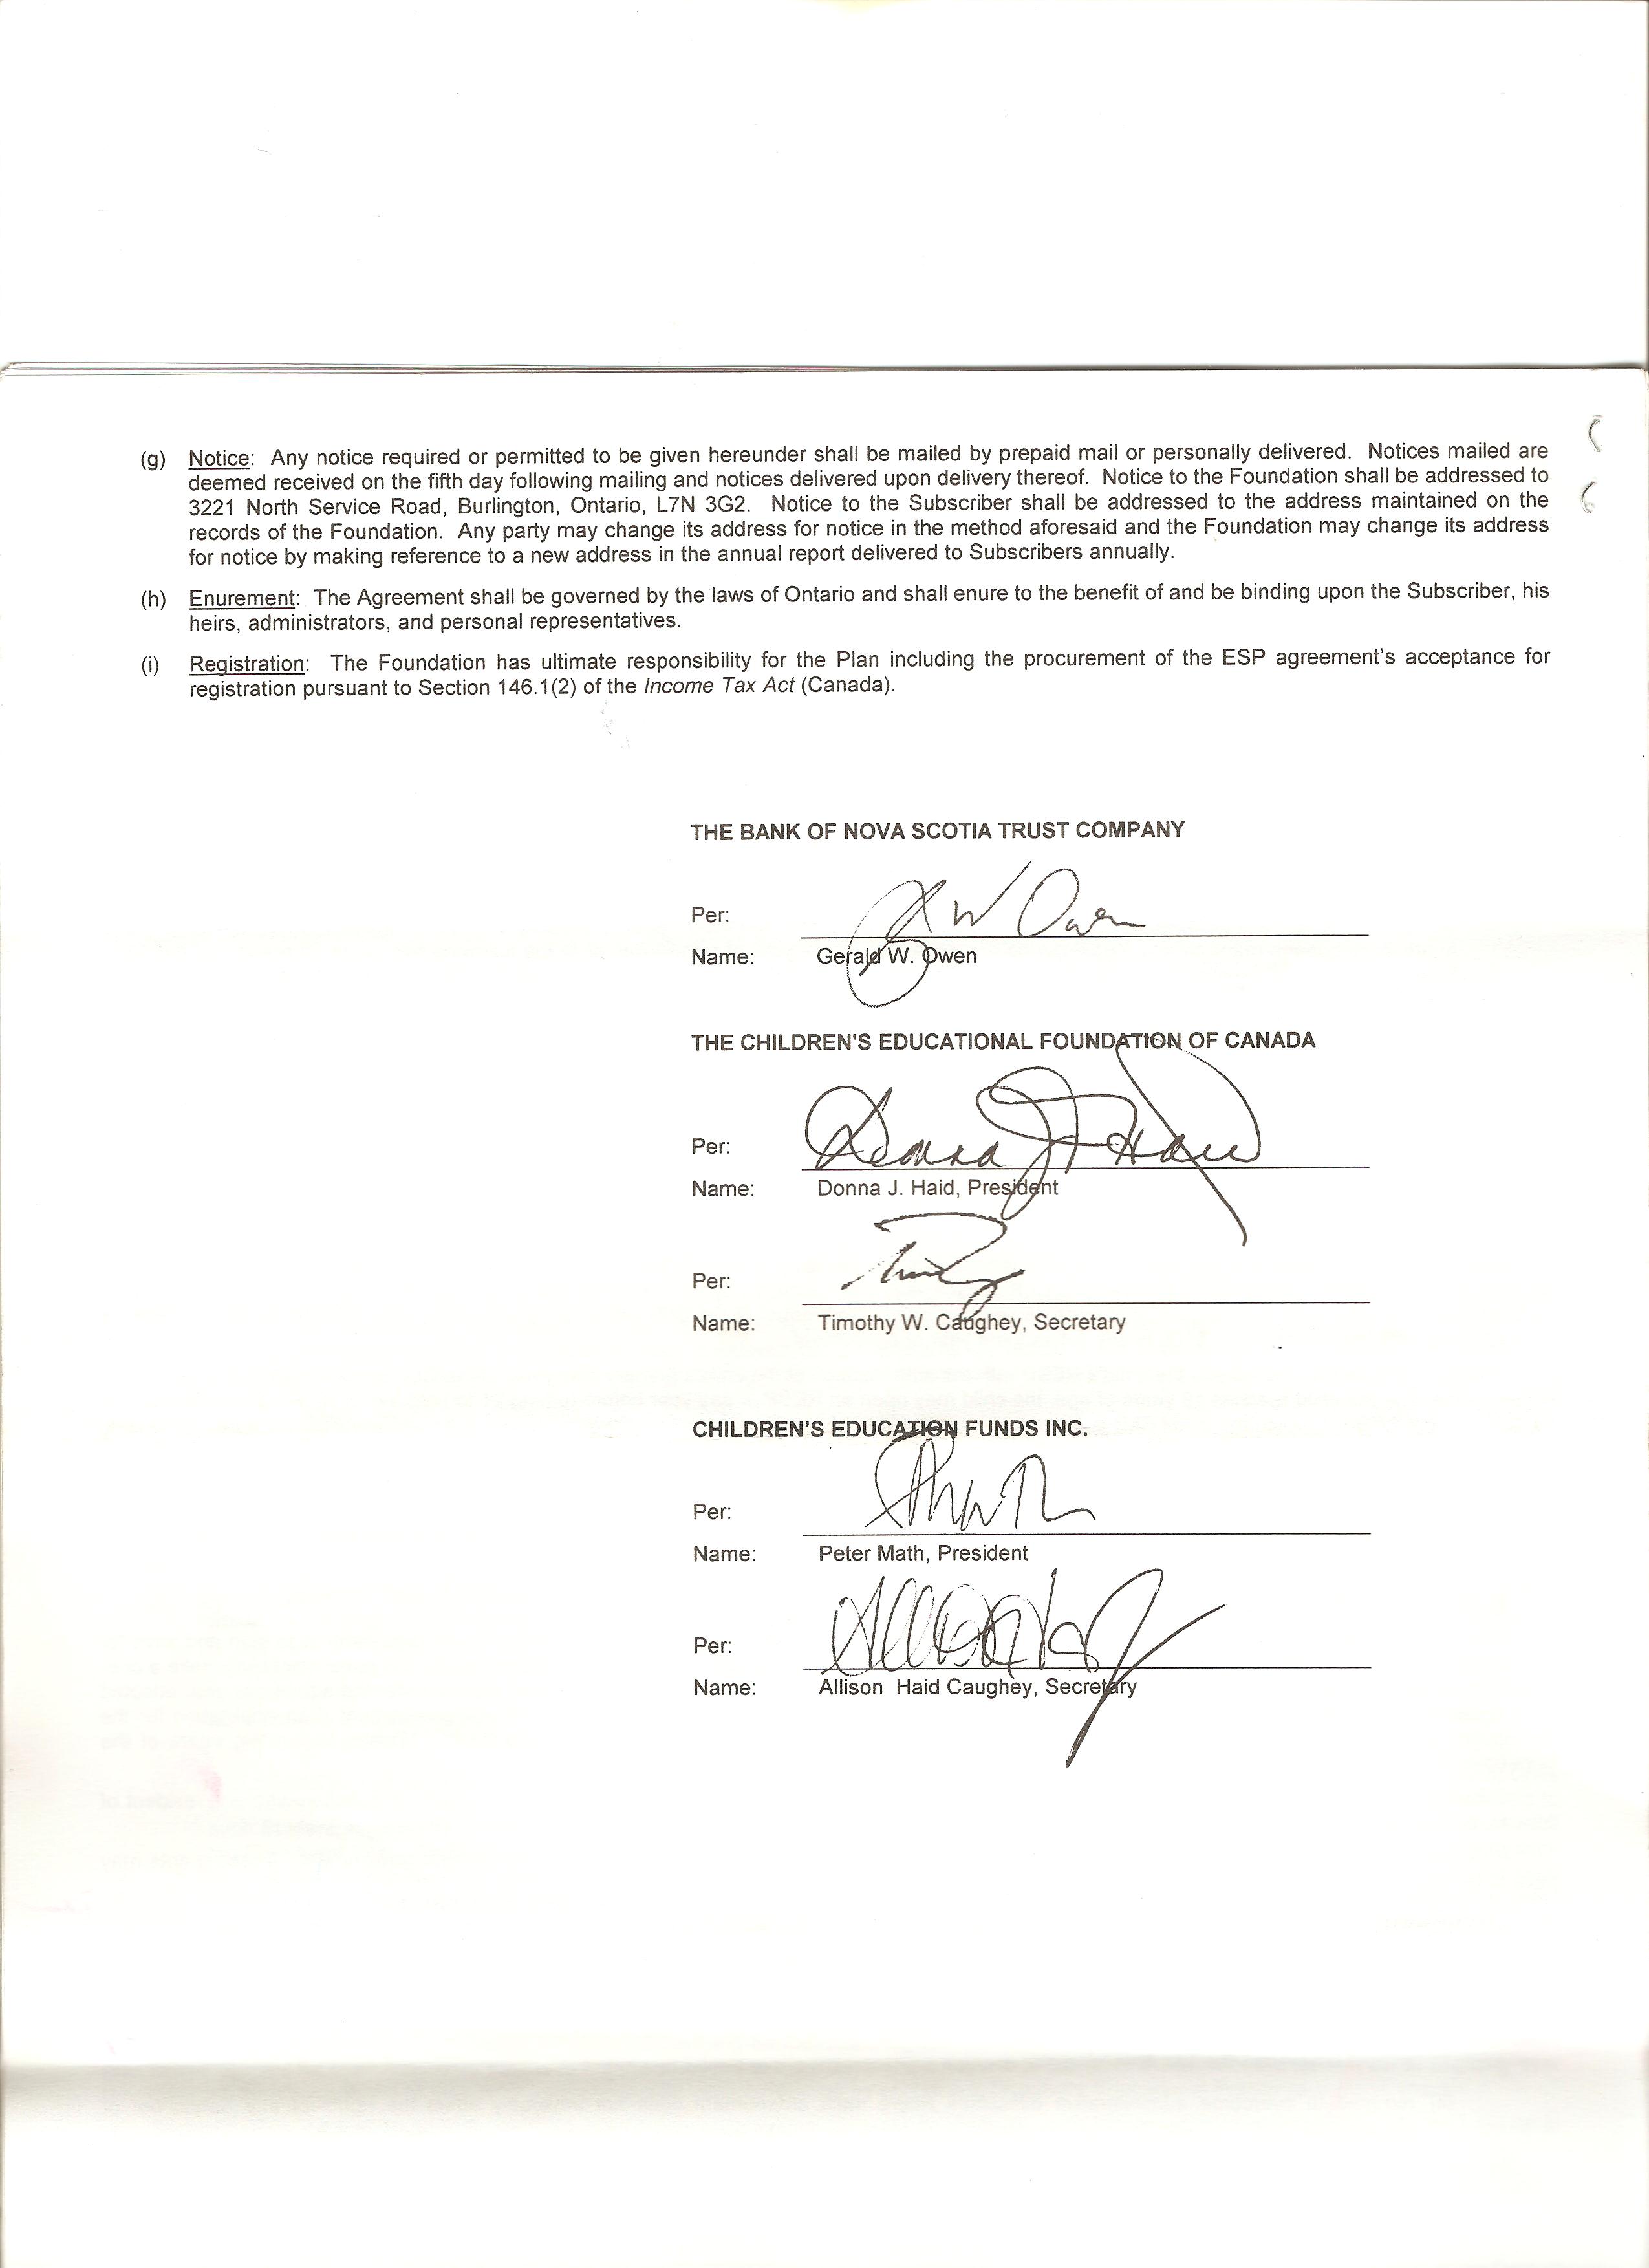 (g) Notice: Any notice required or permitted to be given hereunder shall be mailed by prepaid mail or personally delivered. Notices mailed are
deemed received on the fifth day following mailing and notices delivered upon delivery thereof. Notice to the Foundation shall be addressed to
3221 North Service Road, Burlington, Ontario, L7N 3G2. Notice to the Subscriber shall be addressed to the address maintained on the
records of the Foundation. Any party may change its address for notice in the method aforesaid and the Foundation may change its address
for notice by making reference to a new address in the annual report delivered to Subscribers annually.
(h) Enurement: The Agreement shall be governed by the laws of Ontario and shall enure to the benefit of and be binding upon the Subscriber, his
heirs, administrators, and personal representatives.
(i) Registration: The Foundation has ultimate responsibility for the Plan including the procurement of the ESP agreement's acceptance for
registration pursuant to Section 146.1(2) of the Income Tax Act (Canada).
THE BANK OF NOVA SCOTIA TRUST COMPANY
Per: W Owen
Name: Gerald W. Owen
THE CHILDREN'S EDUCATIONAL FOUNDATION OF CANADA
Per: Donna J Haid
Name: Donna J. Haid, President
Per:
Name: Timothy W. Caughey, Secretary
CHILDREN'S EDUCATION FUNDS INC.
Per:
Name: Peter Math, President
Per:
Name: Allison Haid Caughey, Secretary